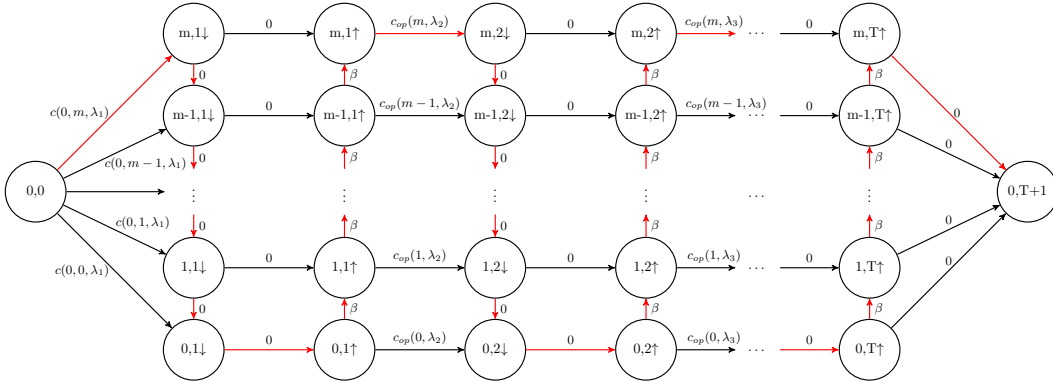 m,1↓ 0 m,1↑ c_op(m, λ_2) m,2↓ 0 m,2↑ c_op(m, λ_3) ... 0 m,T↑
c(0, m, λ_1) 0 β 0 β β 0
m-1,1↓ 0 m-1,1↑ c_op(m − 1, λ_2) m-1,2↓ 0 m-1,2↑ c_op(m − 1, λ_3) ... 0 m-1,T↑
c(0, m − 1, λ_1) 0 β 0 β β 0
0,0 ⋮ ⋮ ⋮ ⋮ ... ⋮ 0,T+1
c(0, 1, λ_1) 0 β 0 β β 0
1,1↓ 0 1,1↑ c_op(1, λ_2) 1,2↓ 0 1,2↑ c_op(1, λ_3) ... 0 1,T↑
c(0, 0, λ_1) 0 β 0 β β 0
0,1↓ 0 0,1↑ c_op(0, λ_2) 0,2↓ 0 0,2↑ c_op(0, λ_3) ... 0 0,T↑